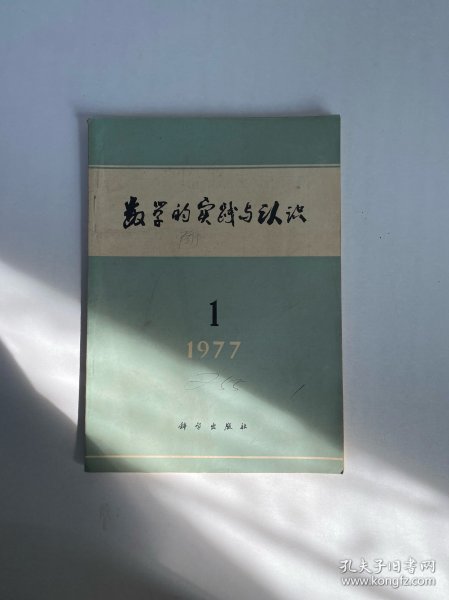 数学的实践与认识
1
1977
科学出版社
孔夫子旧书网
www.kongfz.com